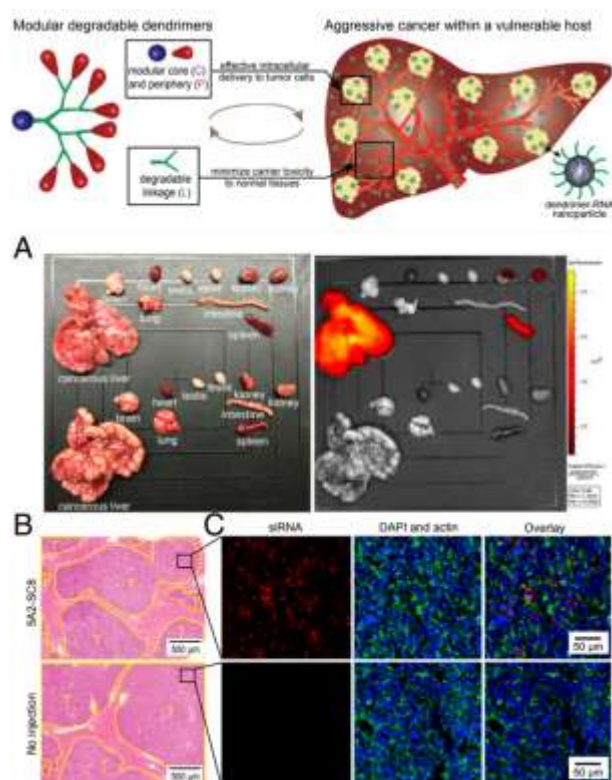 Modular degradable dendrimers
Aggressive cancer within a vulnerable host
modular core (C)
and periphery (P)
effective intracellular
delivery to tumor cells
degradable
linkage (L)
minimize carrier toxicity
to normal tissues
dendrimer-RNA
nanoparticle
A
heart
lung
intestine
spleen
cancerous liver
brain
heart
testis
testis
kidney
kidney
intestine
lung
spleen
cancerous liver
B
C
siRNA
DAPI and actin
Overlay
5A2-SC8
500 µm
50 µm
No injection
500 µm
50 µm